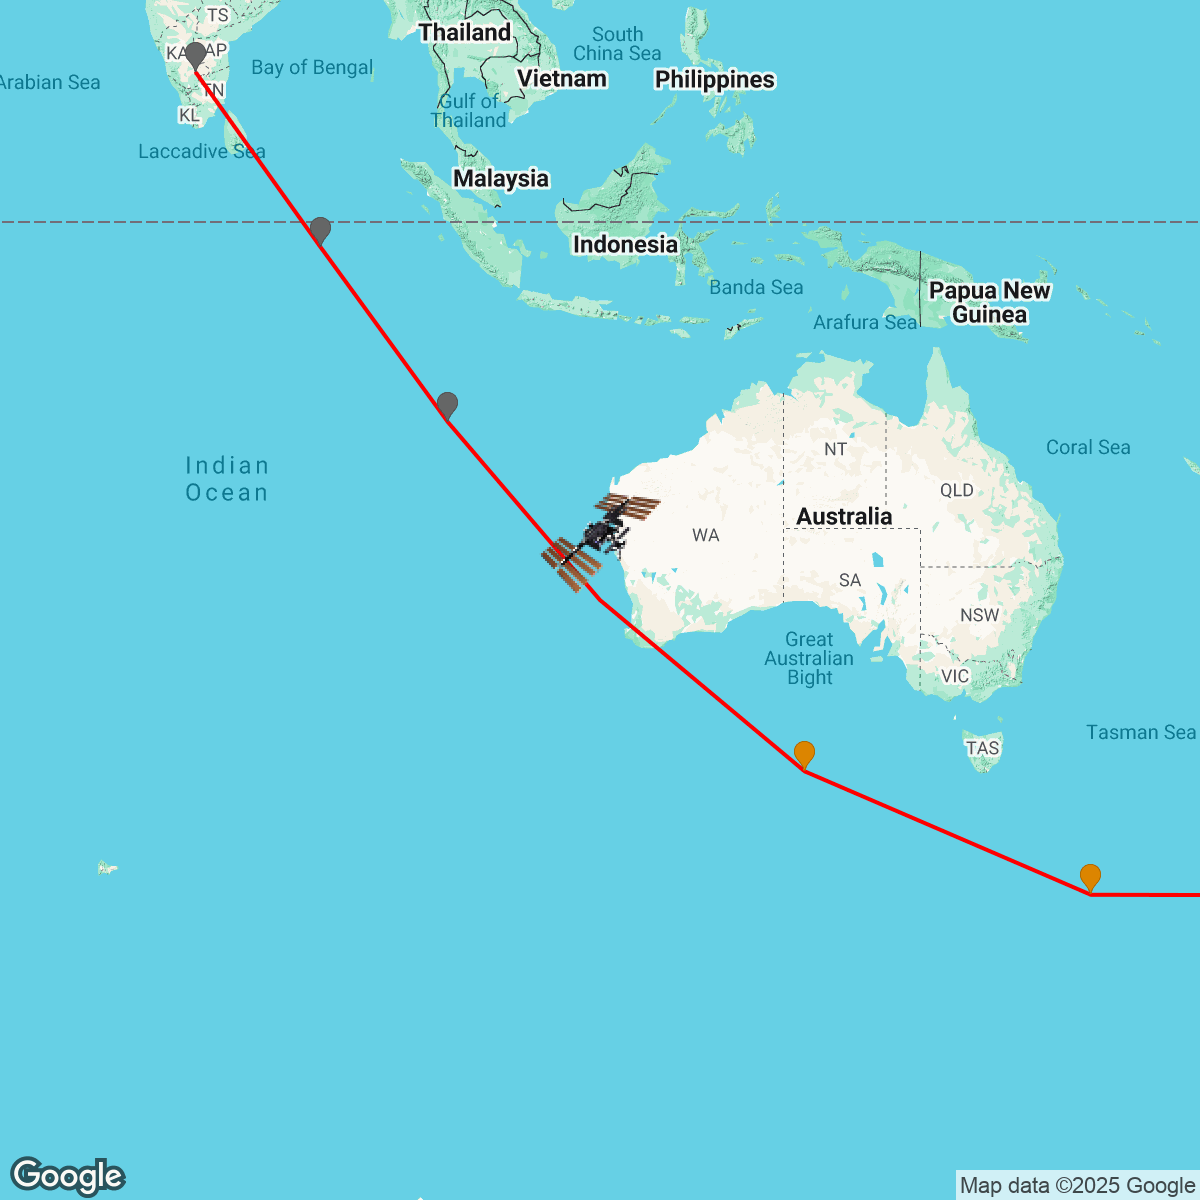 TS
Thailand
South
China Sea
KA
AP
Bay of Bengal
Vietnam
Philippines
Arabian Sea
TN
Gulf of
Thailand
KL
Laccadive Sea
Malaysia
Indonesia
Banda Sea
Papua New
Guinea
Arafura Sea
Indian
Ocean
NT
Coral Sea
QLD
Australia
WA
SA
NSW
Great
Australian
Bight
VIC
Tasman Sea
TAS
Google
Map data ©2025 Google